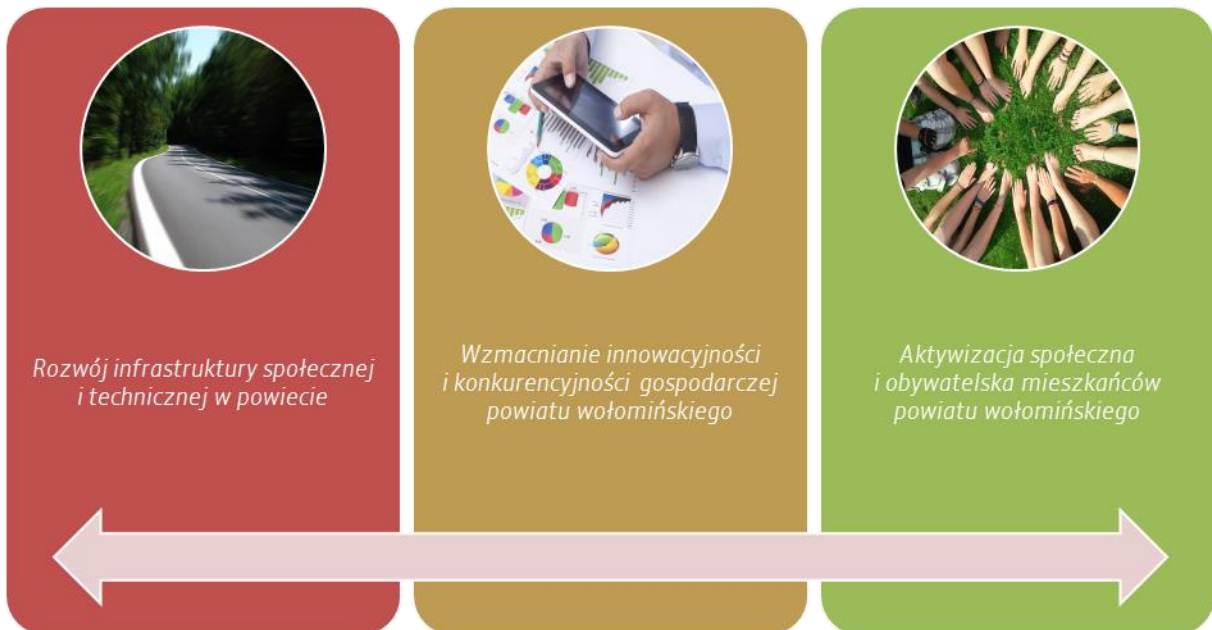 Rozwój infrastruktury społecznej
i technicznej w powiecie
Wzmacnianie innowacyjności
i konkurencyjności gospodarczej
powiatu wołomińskiego
Aktywizacja społeczna
i obywatelska mieszkańców
powiatu wołomińskiego